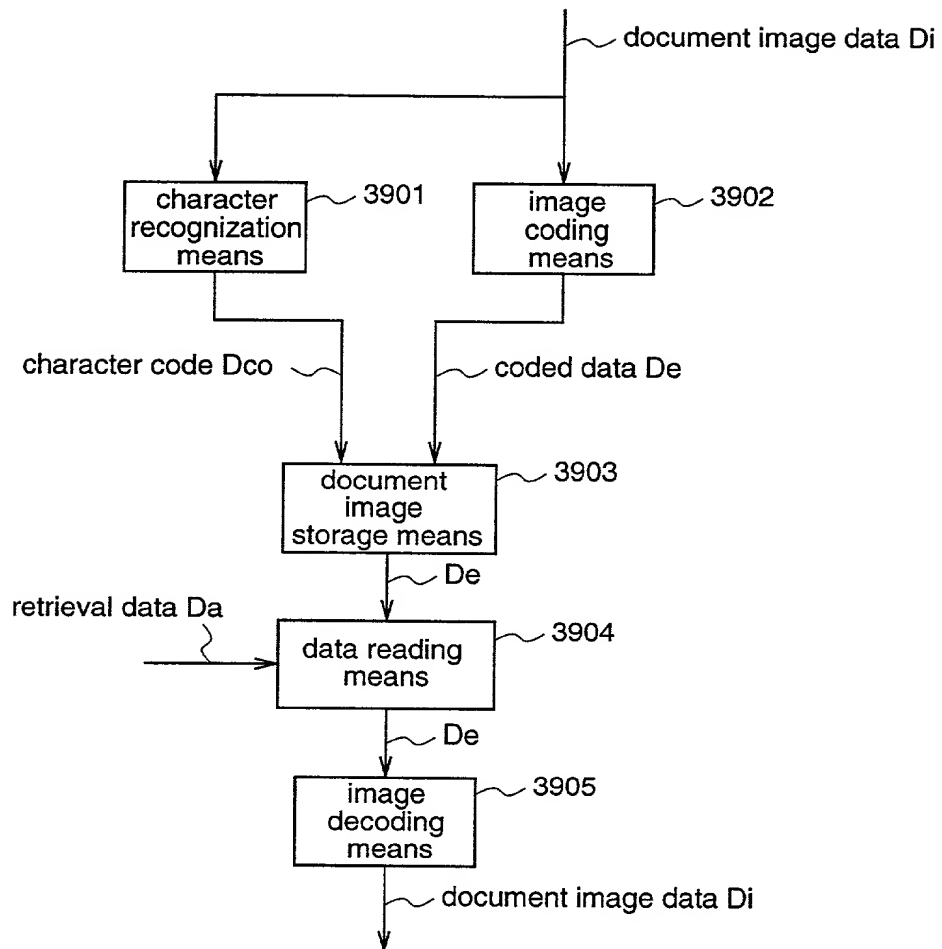 document image data Di
character
recognization
means
3901
image
coding
means
3902
character code Dco
coded data De
document
image
storage means
3903
De
retrieval data Da
data reading
means
3904
De
image
decoding
means
3905
document image data Di